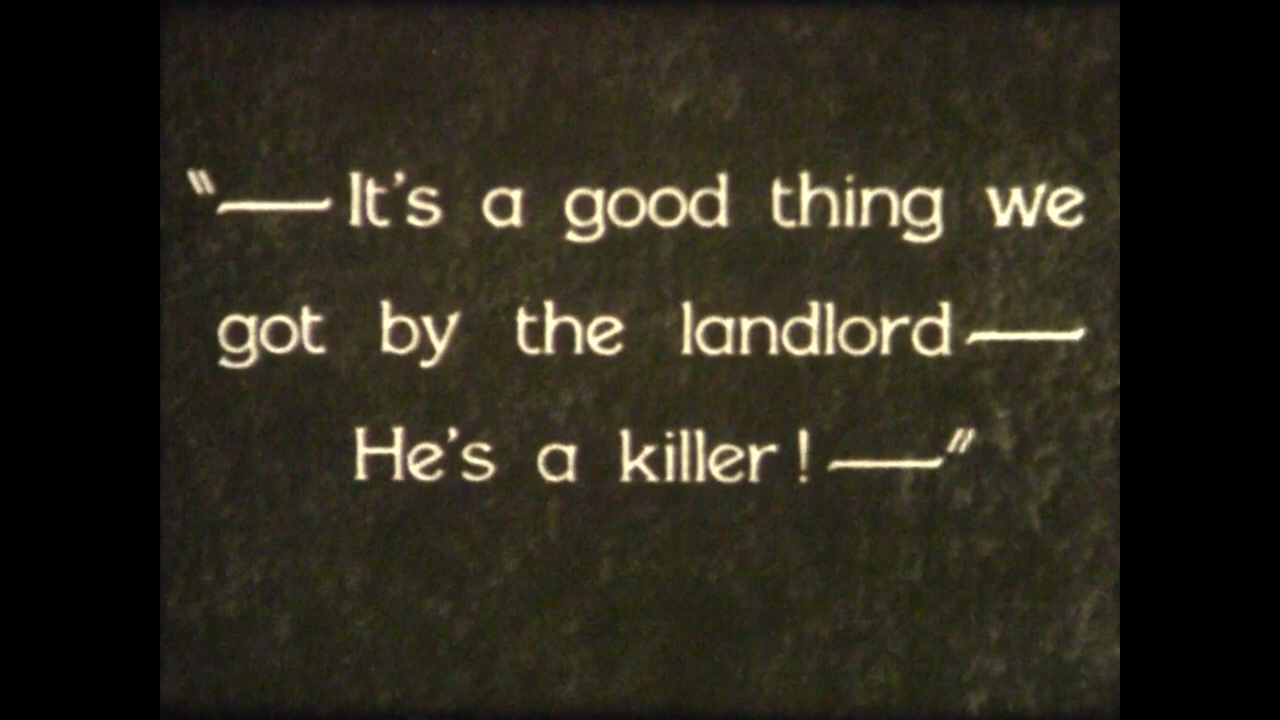 "—It's a good thing we
got by the landlord—
He's a killer!—"